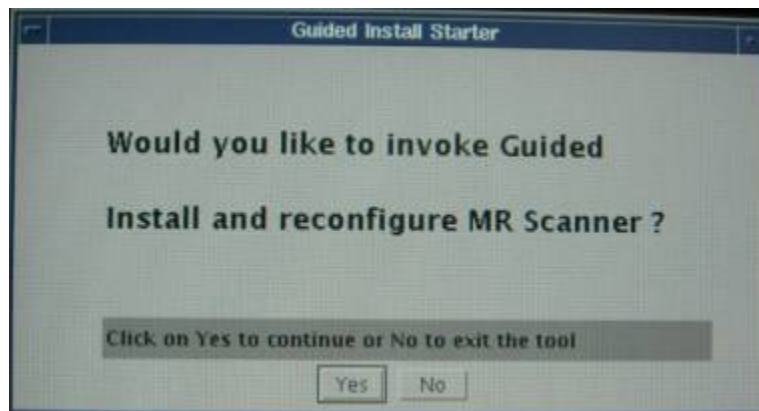 Guided Install Starter
Would you like to invoke Guided
Install and reconfigure MR Scanner ?
Click on Yes to continue or No to exit the tool
Yes No